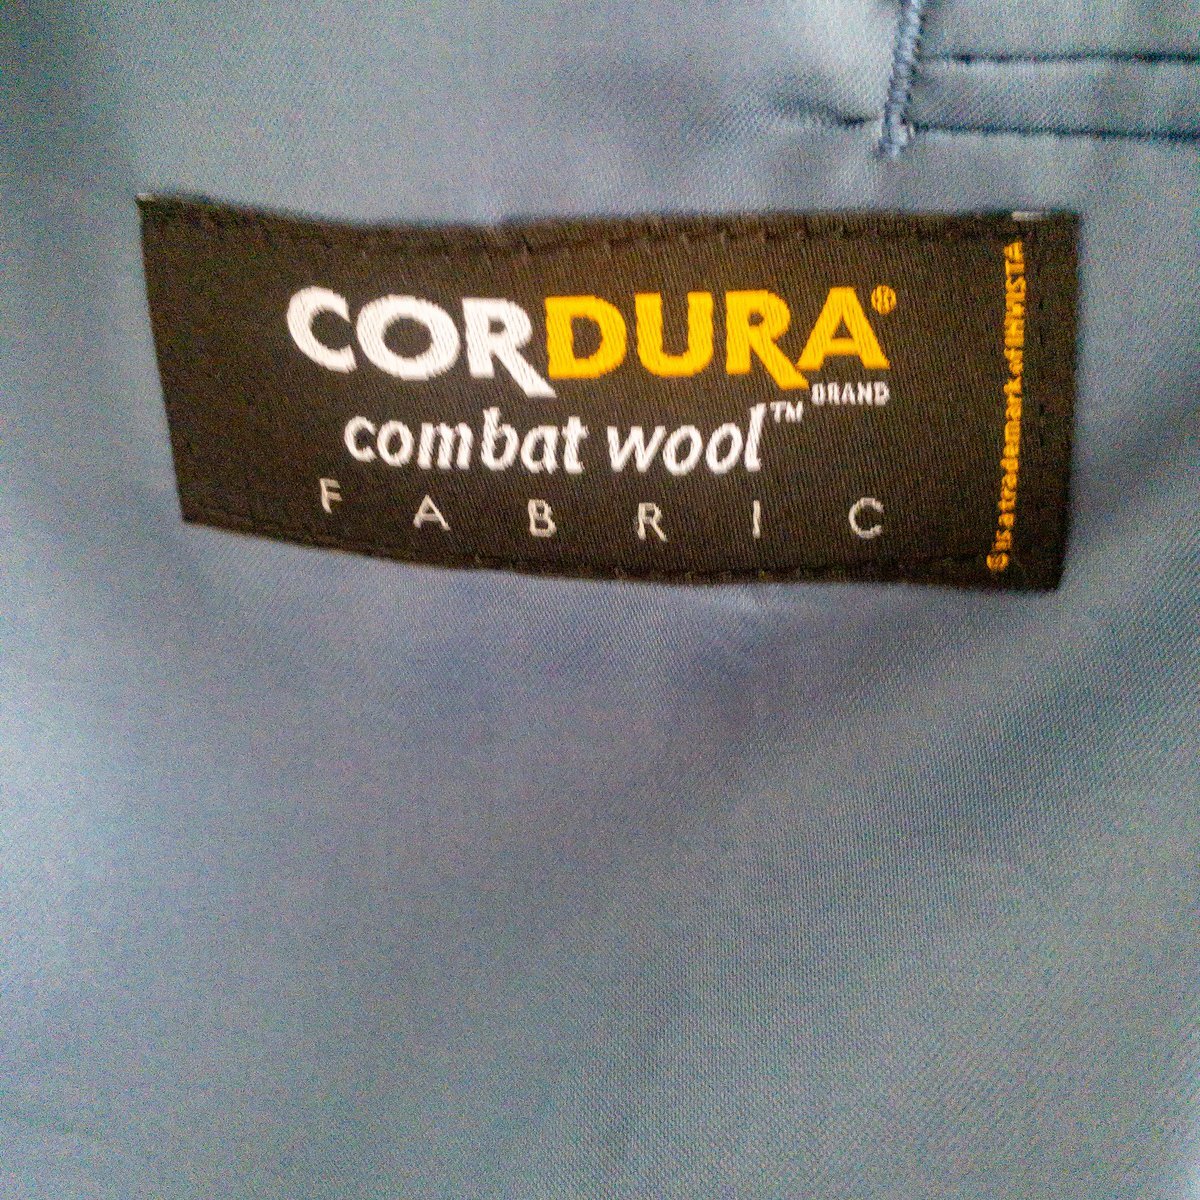 CORDURA®
BRAND
combat wool™
FABRIC
® is a trademark of INVISTA